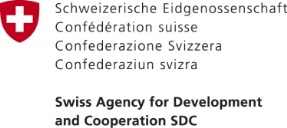 Schweizerische Eidgenossenschaft
Confédération suisse
Confederazione Svizzera
Confederaziun svizra
Swiss Agency for Development
and Cooperation SDC